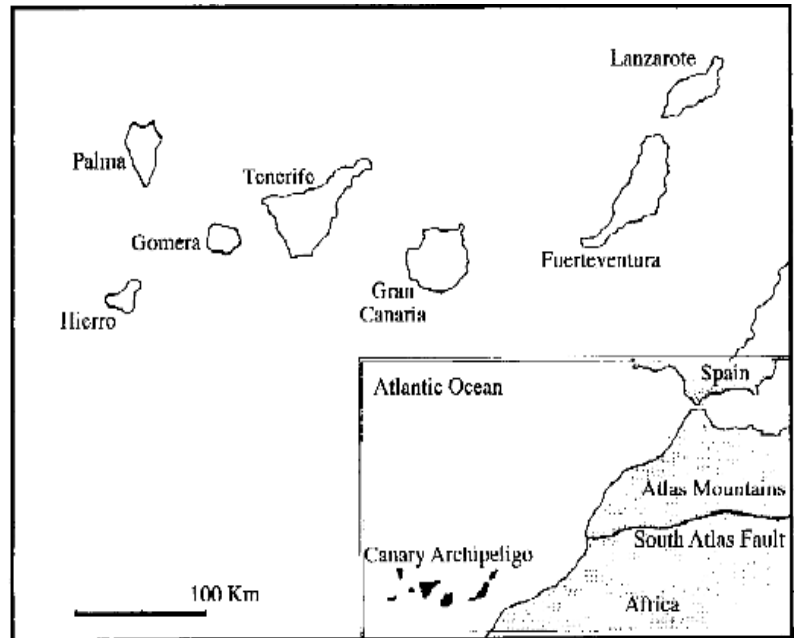 Lanzarote
Palma
Tenerife
Gomera
Fuerteventura
Gran
Canaria
Hierro
Spain
Atlantic Ocean
Atlas Mountains
South Atlas Fault
Canary Archipeligo
100 Km
Africa